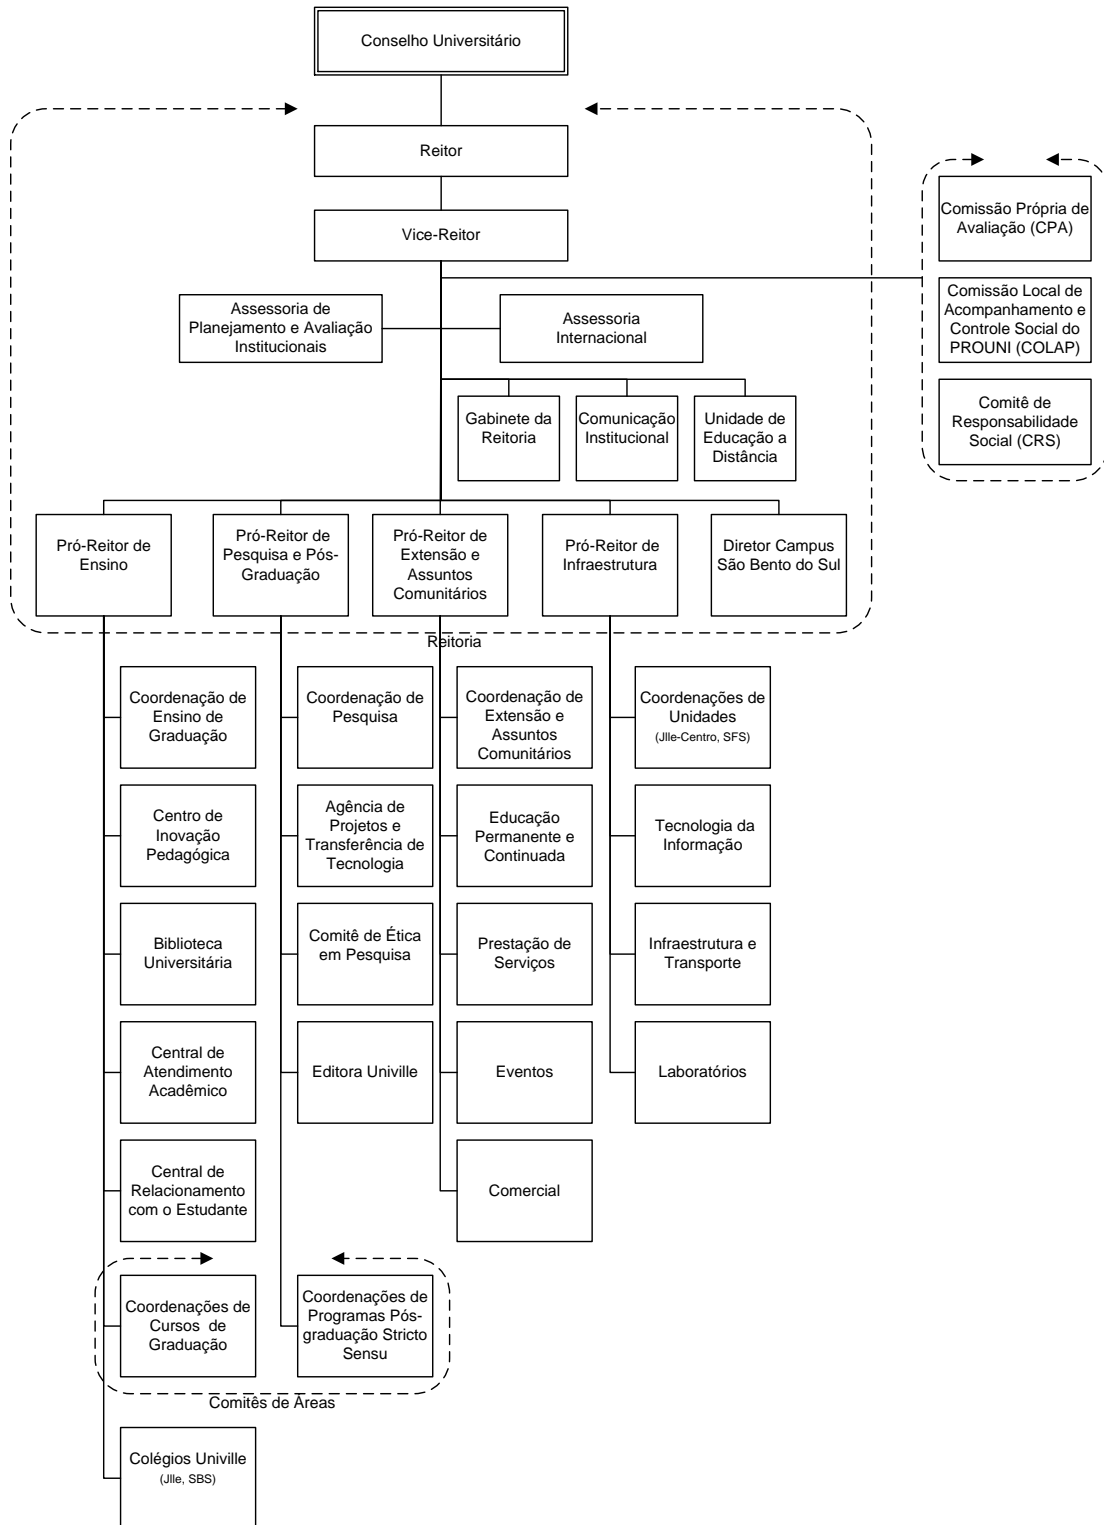 Conselho Universitário
Reitor
Vice-Reitor
Comissão Própria de
Avaliação (CPA)
Comissão Local de
Acompanhamento e
Controle Social do
PROUNI (COLAP)
Comitê de
Responsabilidade
Social (CRS)
Assessoria de
Planejamento e Avaliação
Institucionais
Assessoria
Internacional
Gabinete da
Reitoria
Comunicação
Institucional
Unidade de
Educação a
Distância
Pró-Reitor de
Ensino
Pró-Reitor de
Pesquisa e Pós-
Graduação
Pró-Reitor de
Extensão e
Assuntos
Comunitários
Pró-Reitor de
Infraestrutura
Diretor Campus
São Bento do Sul
Reitoria
Coordenação de
Ensino de
Graduação
Coordenação de
Pesquisa
Coordenação de
Extensão e
Assuntos
Comunitários
Coordenações de
Unidades
(Jlle-Centro, SFS)
Centro de
Inovação
Pedagógica
Agência de
Projetos e
Transferência de
Tecnologia
Educação
Permanente e
Continuada
Tecnologia da
Informação
Biblioteca
Universitária
Comitê de Ética
em Pesquisa
Prestação de
Serviços
Infraestrutura e
Transporte
Central de
Atendimento
Acadêmico
Editora Univille
Eventos
Laboratórios
Central de
Relacionamento
com o Estudante
Comercial
Coordenações de
Cursos de
Graduação
Coordenações de
Programas Pós-
graduação Stricto
Sensu
Comitês de Áreas
Colégios Univille
(Jlle, SBS)